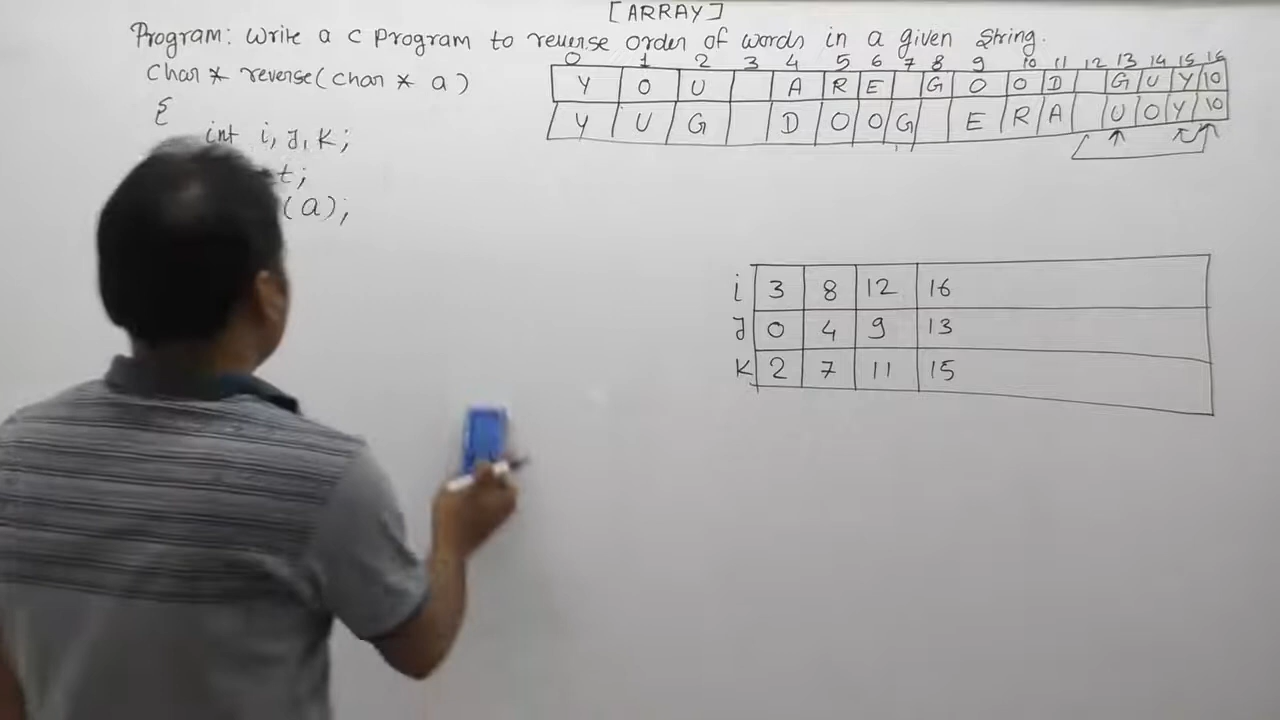 [ARRAY]
Program: Write a C program to reverse order of words in a given String.
Char* reverse(char* a)
{
int i, J, K;
t;
(a);
0 1 2 3 4 5 6 7 8 9 10 11 12 13 14 15 16
Y O U A R E G O O D G U Y \0
Y U G D O O G E R A U O Y \0
i 3 8 12 16
J 0 4 9 13
K 2 7 11 15